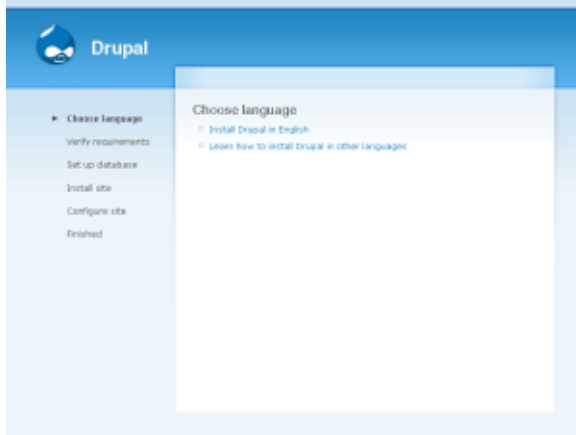 Drupal
Choose language
Verify requirements
Set up database
Install site
Configure site
Finished
Choose language
Install Drupal in English
Learn how to install Drupal in other languages